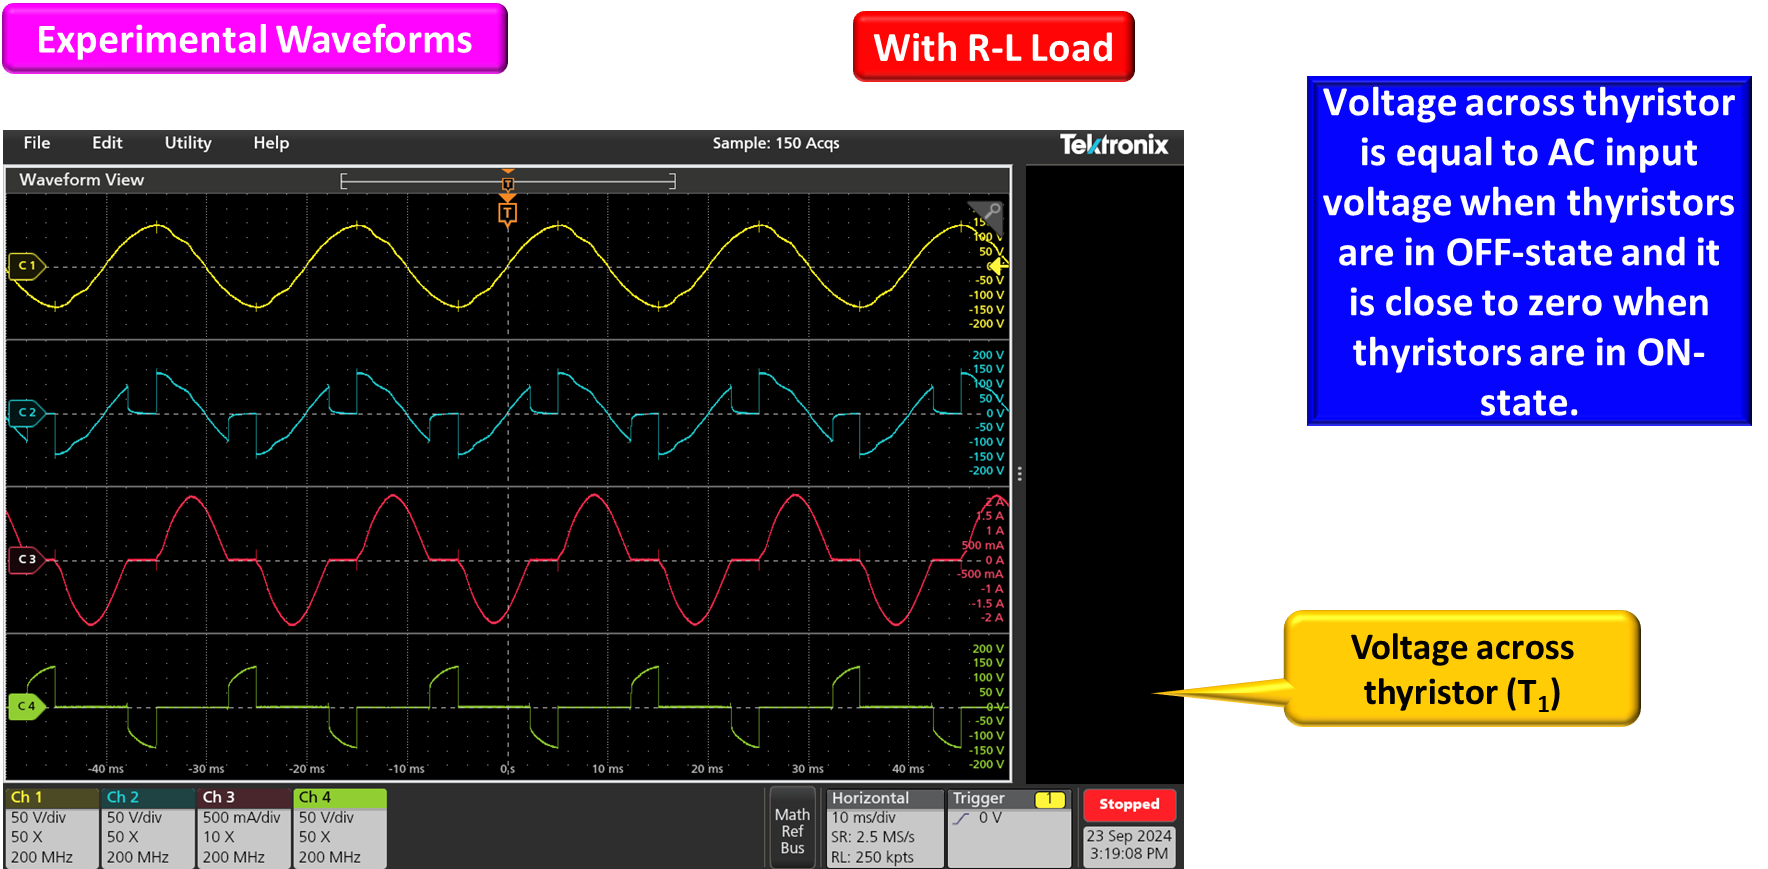 Experimental Waveforms
With R-L Load
Voltage across thyristor
is equal to AC input
voltage when thyristors
are in OFF-state and it
is close to zero when
thyristors are in ON-
state.
File Edit Utility Help Sample: 150 Acqs Tektronix
Waveform View
T
T
C 1
100 V
50 V
-50 V
-100 V
-150 V
-200 V
C 2
200 V
150 V
100 V
50 V
0 V
-50 V
-100 V
-150 V
-200 V
C 3
2 A
1.5 A
1 A
500 mA
0 A
-500 mA
-1 A
-1.5 A
-2 A
C 4
200 V
150 V
100 V
50 V
0 V
-50 V
-100 V
-150 V
-200 V
-40 ms -30 ms -20 ms -10 ms 0 s 10 ms 20 ms 30 ms 40 ms
Voltage across
thyristor (T1)
Ch 1
50 V/div
50 X
200 MHz
Ch 2
50 V/div
50 X
200 MHz
Ch 3
500 mA/div
10 X
200 MHz
Ch 4
50 V/div
50 X
200 MHz
Math
Ref
Bus
Horizontal
10 ms/div
SR: 2.5 MS/s
RL: 250 kpts
Trigger 1
0 V
Stopped
23 Sep 2024
3:19:08 PM